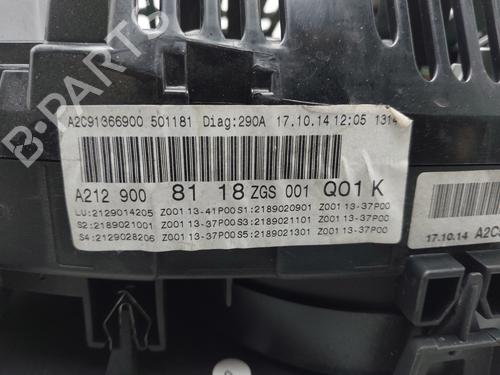 A2C91366900 501181 Diag:290A 17.10.14 12:05
A212 900 81 18 ZGS 001 Q01 K
LU:2129014205 Z001 13-41P00 S1:2189020901 Z001 13-37P00
S2:2189021001 Z001 13-37P00 S3:2189021101 Z001 13-37P00
S4:2129028206 Z001 13-37P00 S5:2189021301 Z001 13-37P00
17.10.14
B-PARTS